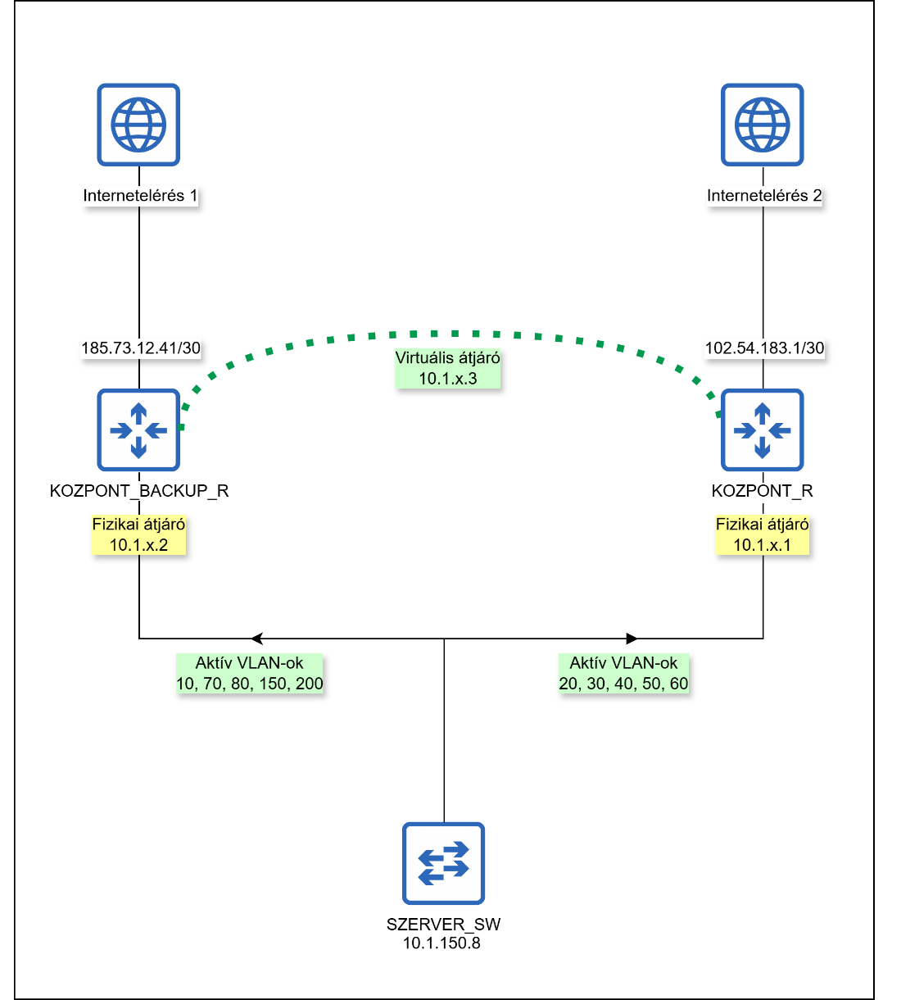 Internetelérés 1
Internetelérés 2
185.73.12.41/30
102.54.183.1/30
Virtuális átjáró
10.1.x.3
KOZPONT_BACKUP_R
KOZPONT_R
Fizikai átjáró
10.1.x.2
Fizikai átjáró
10.1.x.1
Aktív VLAN-ok
10, 70, 80, 150, 200
Aktív VLAN-ok
20, 30, 40, 50, 60
SZERVER_SW
10.1.150.8